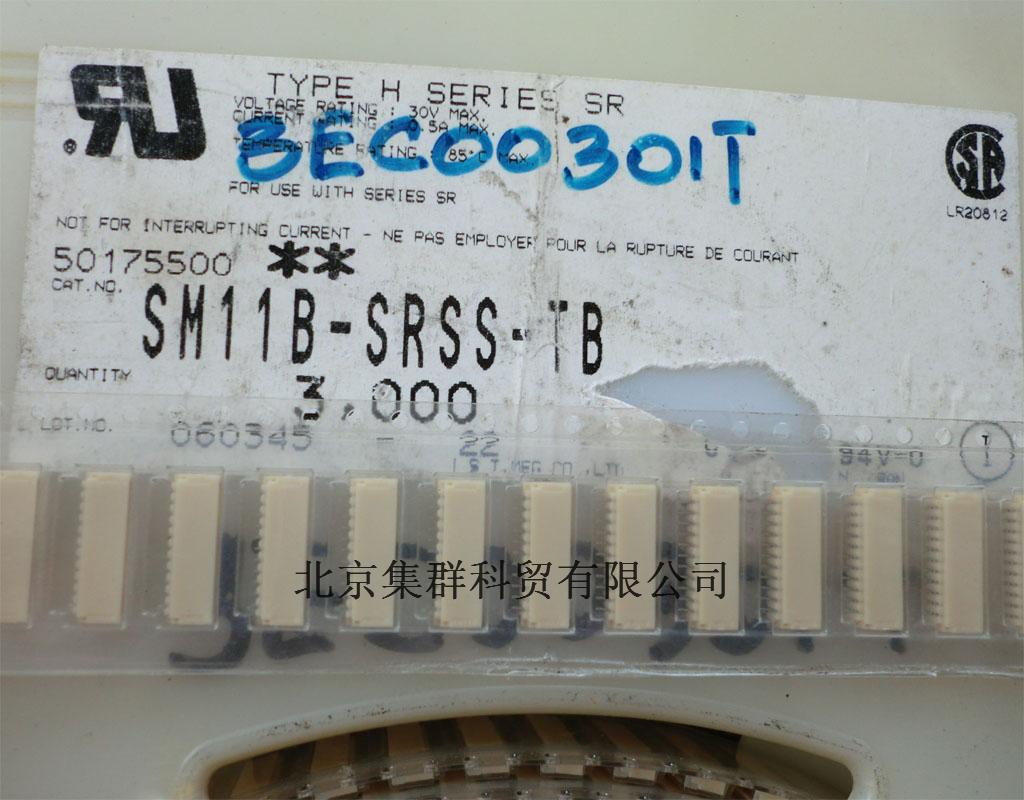 TYPE H SERIES SR
VOLTAGE RATING : 30V MAX.
CURRENT RATING : 0.5A MAX.
BEC00301T
TEMPERATURE RATING 85°C MAX.
FOR USE WITH SERIES SR
LR20812
NOT FOR INTERRUPTING CURRENT - NE PAS EMPLOYER POUR LA RUPTURE DE COURANT
50175500 **
CAT.NO.
SM11B-SRSS-TB
QUANTITY
3,000
LOT.NO.
060345 - 22
94V-0
北京集群科贸有限公司